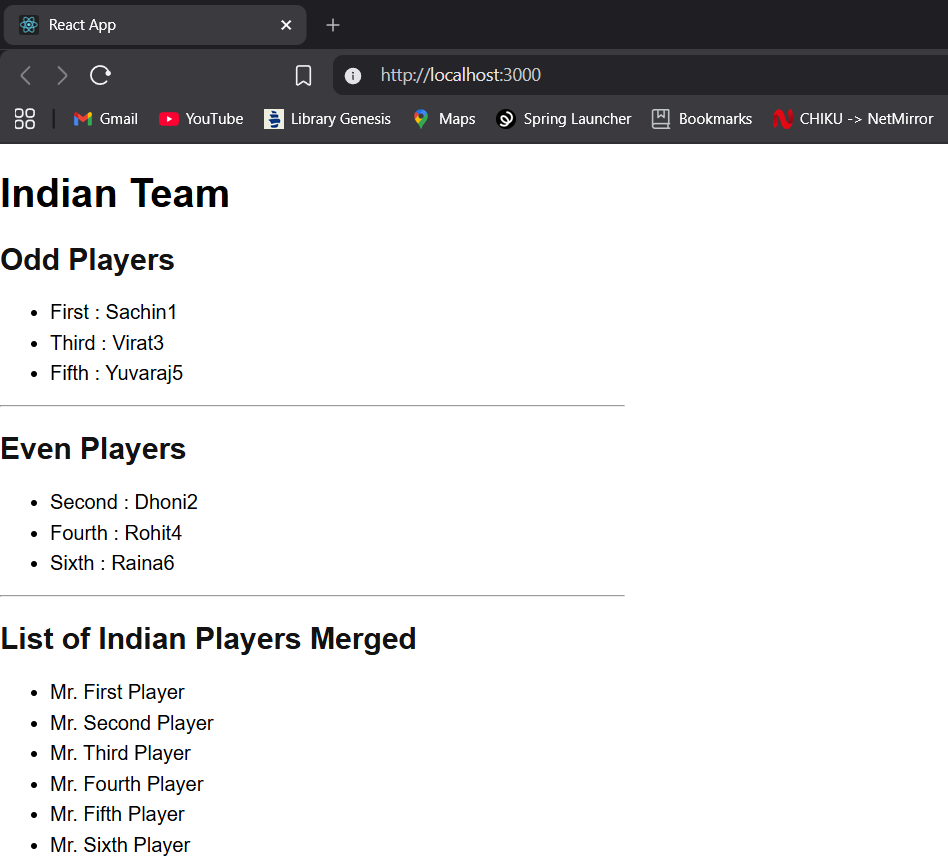 React App
http://localhost:3000
Gmail YouTube Library Genesis Maps Spring Launcher Bookmarks CHIKU -> NetMirror
Indian Team
Odd Players
• First : Sachin1
• Third : Virat3
• Fifth : Yuvaraj5
Even Players
• Second : Dhoni2
• Fourth : Rohit4
• Sixth : Raina6
List of Indian Players Merged
• Mr. First Player
• Mr. Second Player
• Mr. Third Player
• Mr. Fourth Player
• Mr. Fifth Player
• Mr. Sixth Player